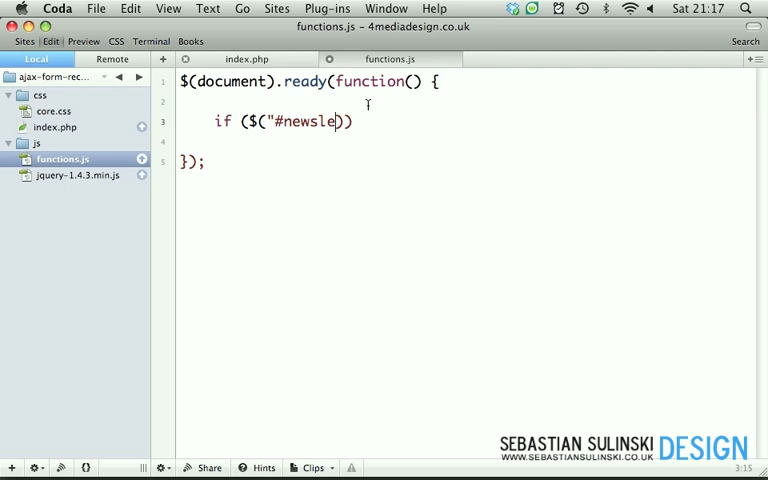 Coda File Edit View Text Go Sites Plug-ins Window Help Sat 21:17
functions.js - 4mediadesign.co.uk
Sites Edit Preview CSS Terminal Books Search
Local Remote + index.php functions.js
ajax-form-rec...
css
core.css
index.php
js
functions.js
jquery-1.4.3.min.js
1 $(document).ready(function() {
2
3 if ($("#newsle))
4
5 });
SEBASTIAN SULINSKI DESIGN
WWW.SEBASTIANSULINSKI.CO.UK
+ {} Share Hints Clips 3:15